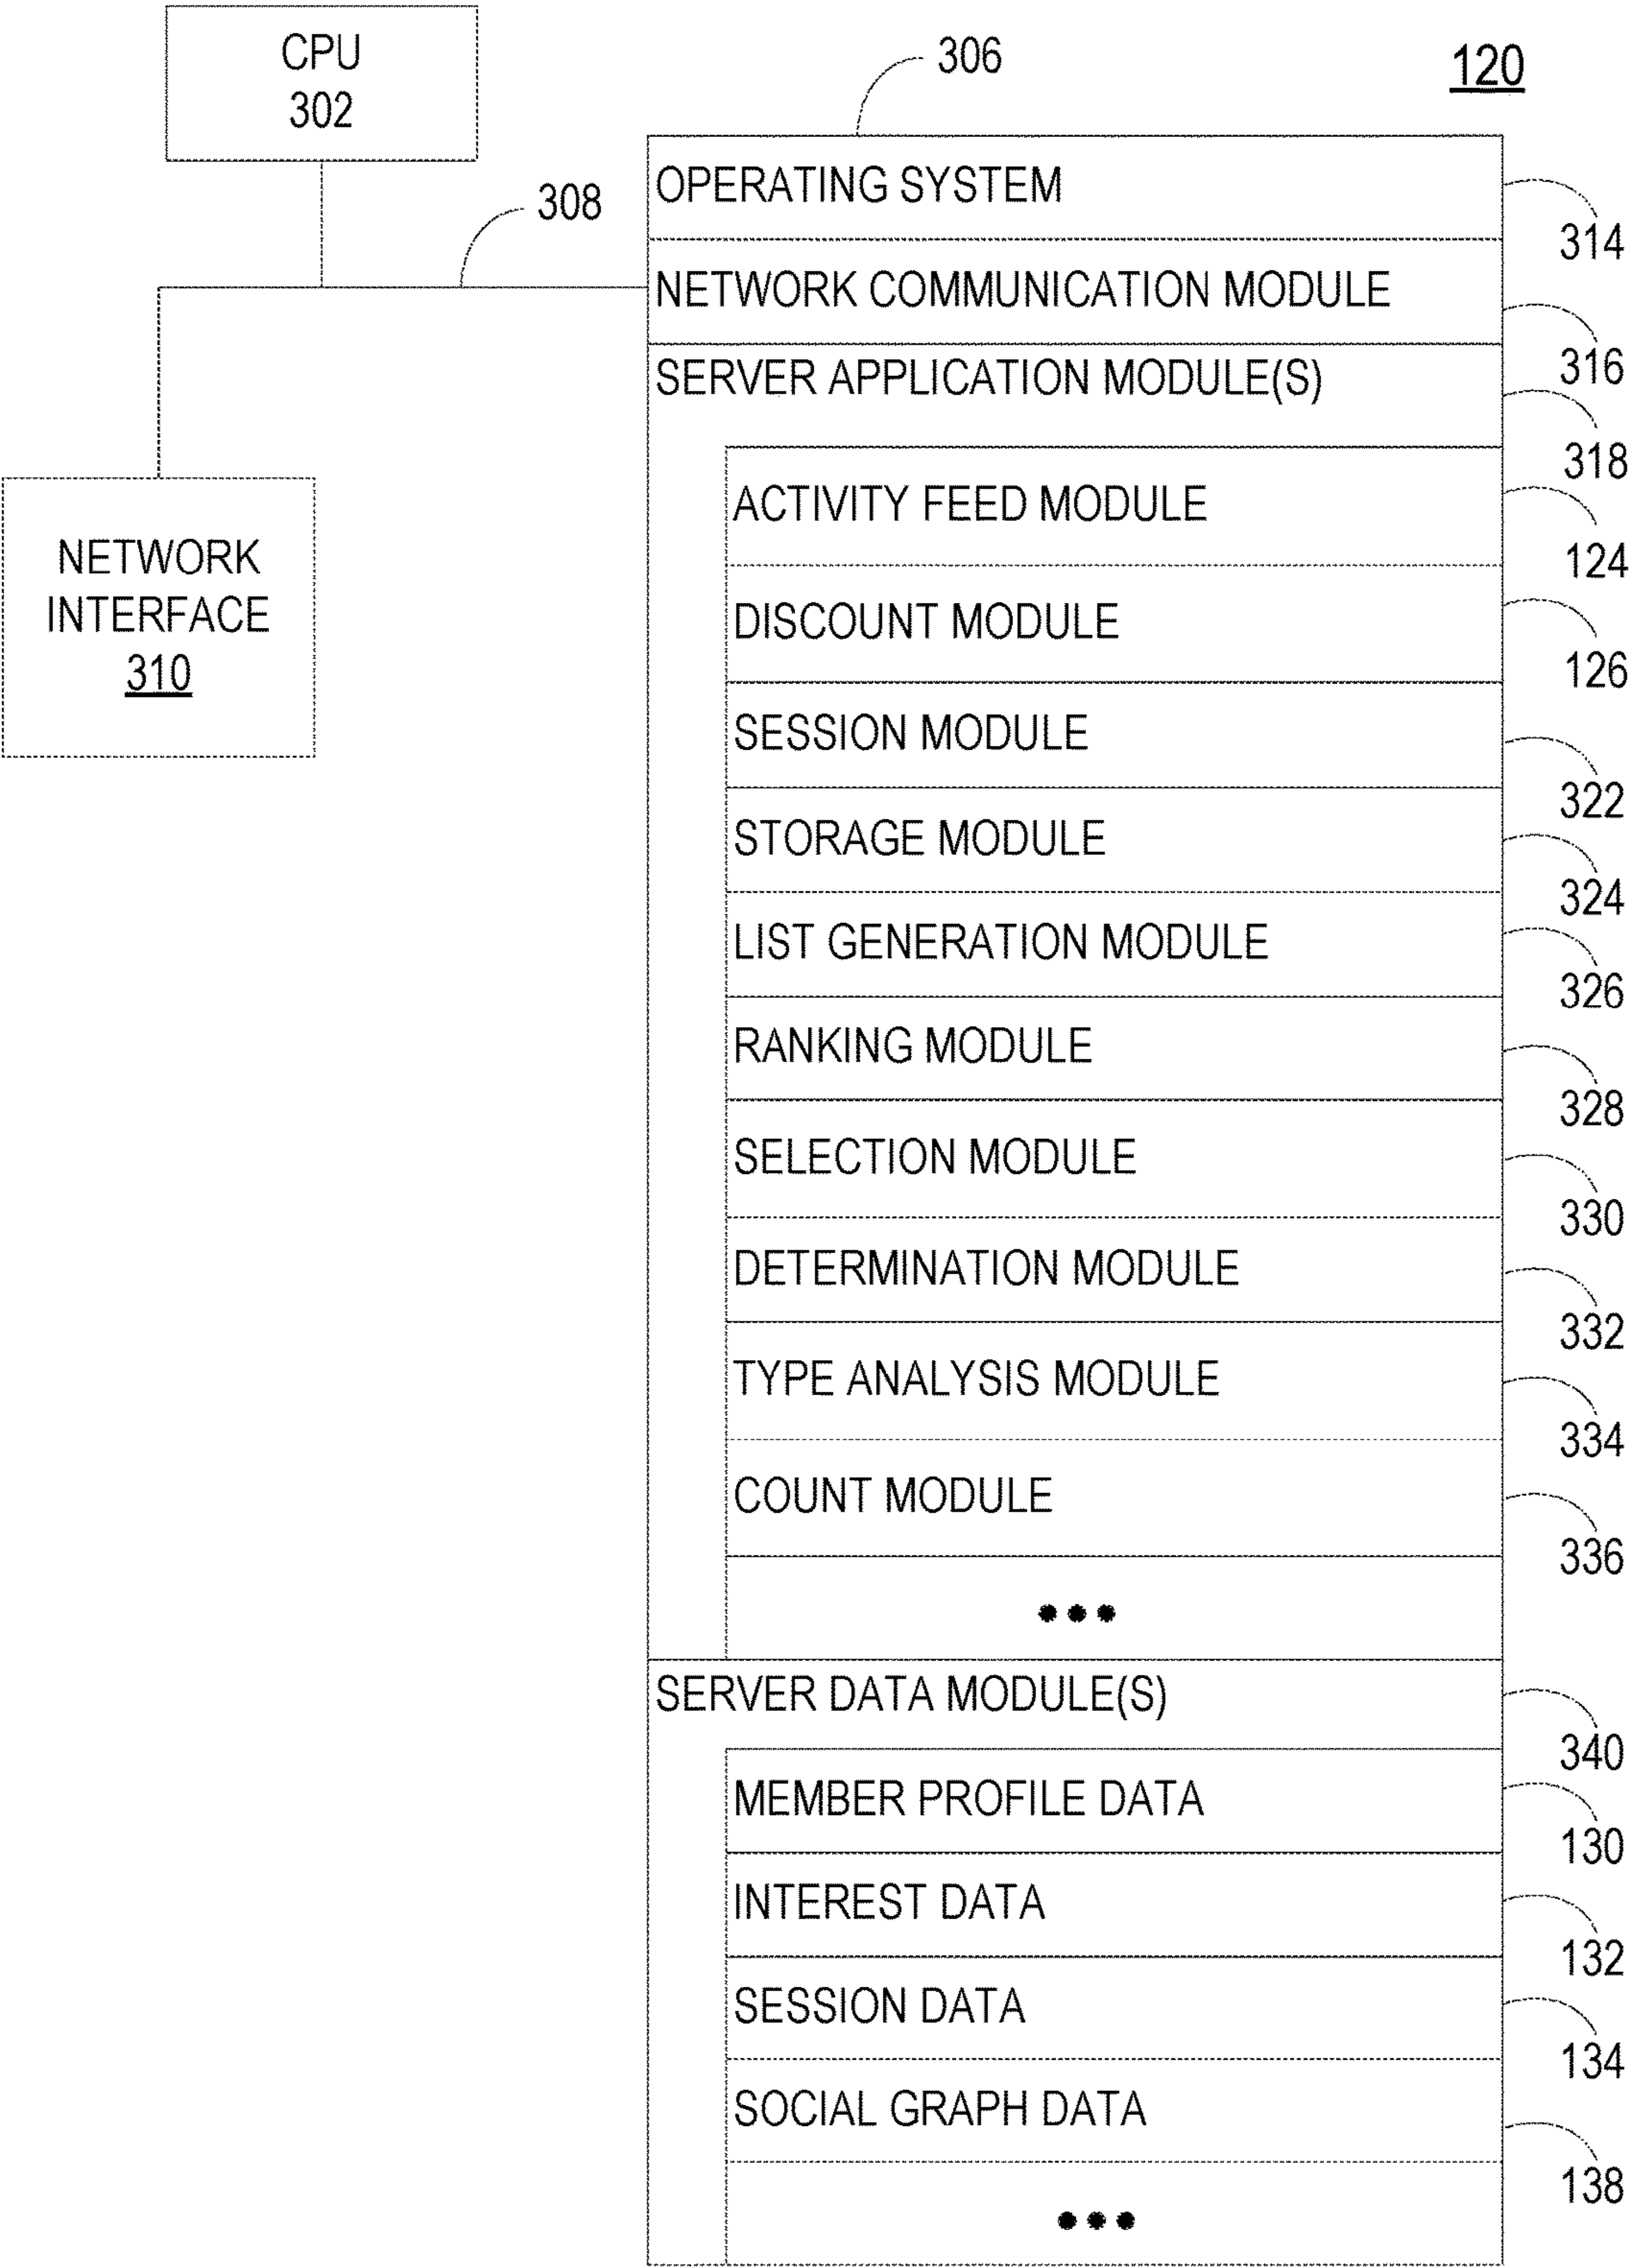 CPU
302
306
120
308
OPERATING SYSTEM
314
NETWORK COMMUNICATION MODULE
316
SERVER APPLICATION MODULE(S)
318
NETWORK
INTERFACE
310
ACTIVITY FEED MODULE
124
DISCOUNT MODULE
126
SESSION MODULE
322
STORAGE MODULE
324
LIST GENERATION MODULE
326
RANKING MODULE
328
SELECTION MODULE
330
DETERMINATION MODULE
332
TYPE ANALYSIS MODULE
334
COUNT MODULE
336
•••
SERVER DATA MODULE(S)
340
MEMBER PROFILE DATA
130
INTEREST DATA
132
SESSION DATA
134
SOCIAL GRAPH DATA
138
•••